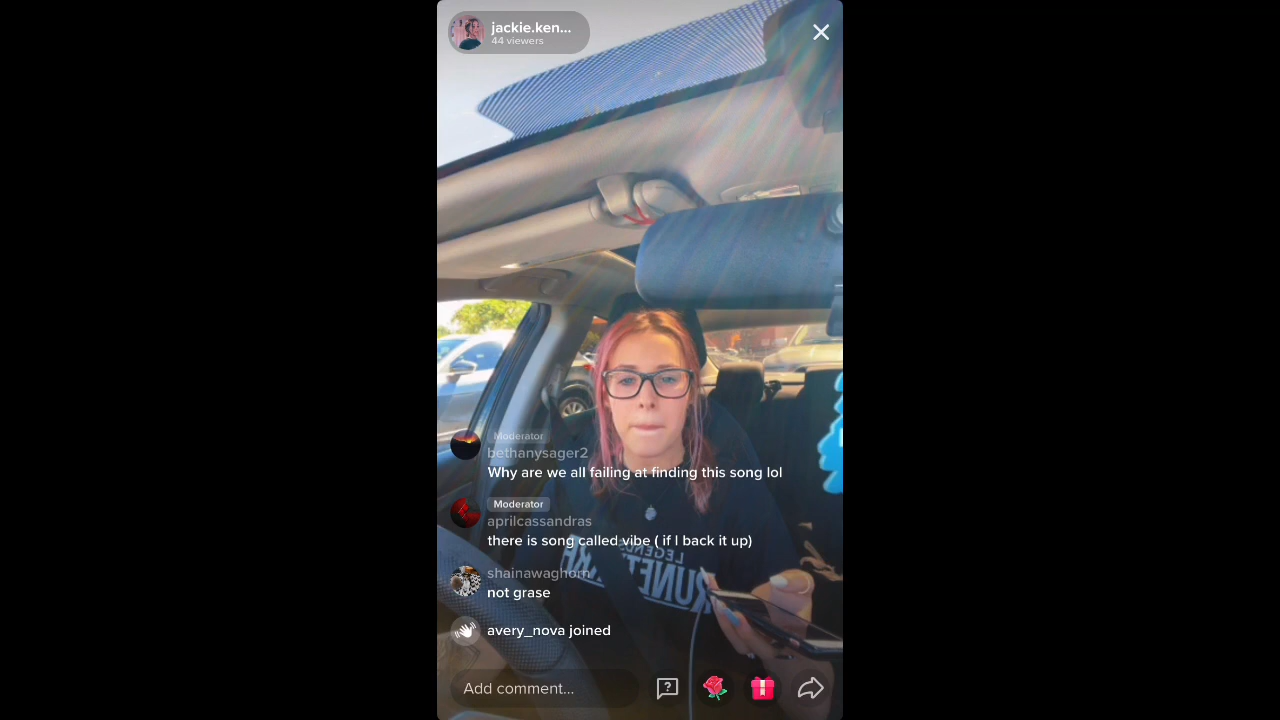 jackie.ken...
44 viewers
Moderator
bethanysager2
Why are we all failing at finding this song lol
Moderator
aprilcassandras
there is song called vibe ( if I back it up)
shainawaghorn
not grase
avery_nova joined
LEGENDS
Add comment...